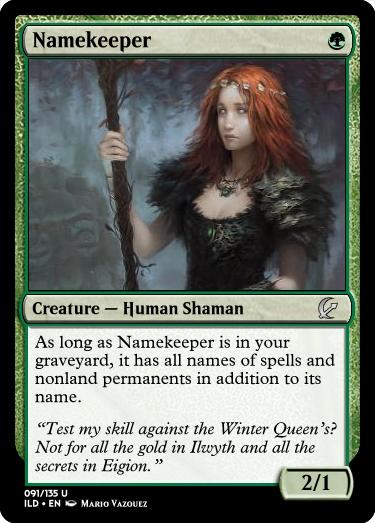 Namekeeper
Creature — Human Shaman
As long as Namekeeper is in your
graveyard, it has all names of spells and
nonland permanents in addition to its
name.
“Test my skill against the Winter Queen’s?
Not for all the gold in Ilwyth and all the
secrets in Eigion.”
2/1
091/135 U
ILD • EN Mario Vazquez